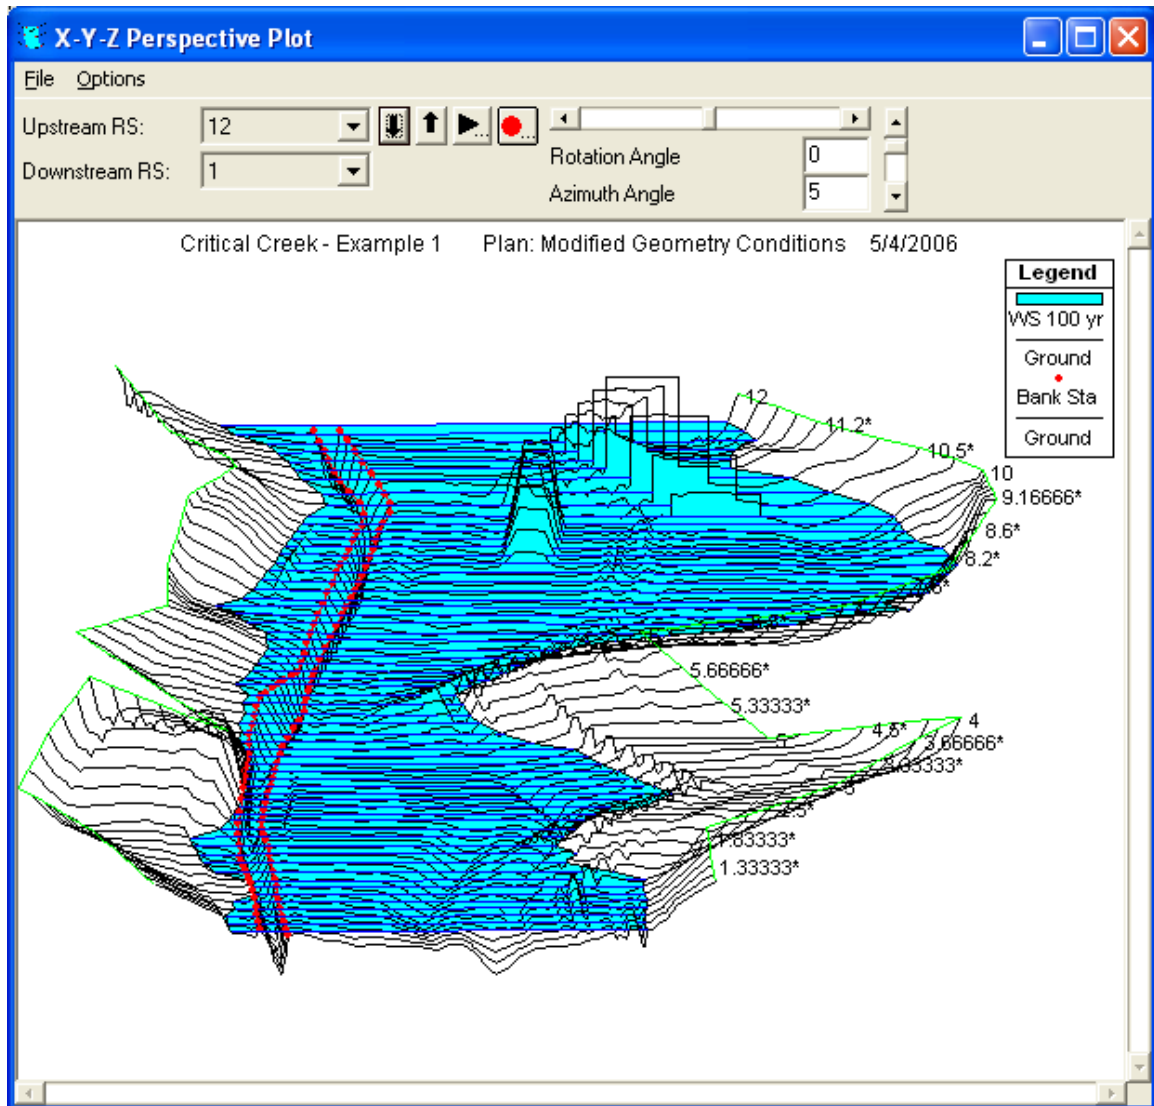 X-Y-Z Perspective Plot
File Options
Upstream RS: 12
Downstream RS: 1
Rotation Angle 0
Azimuth Angle 5
Critical Creek - Example 1 Plan: Modified Geometry Conditions 5/4/2006
Legend
WS 100 yr
Ground
Bank Sta
Ground
12
11.2*
10.5*
10
9.16666*
8.6*
8.2*
5.66666*
5.33333*
5
4.5*
4
3.66666*
3.33333*
3
2.5*
1.83333*
1.33333*